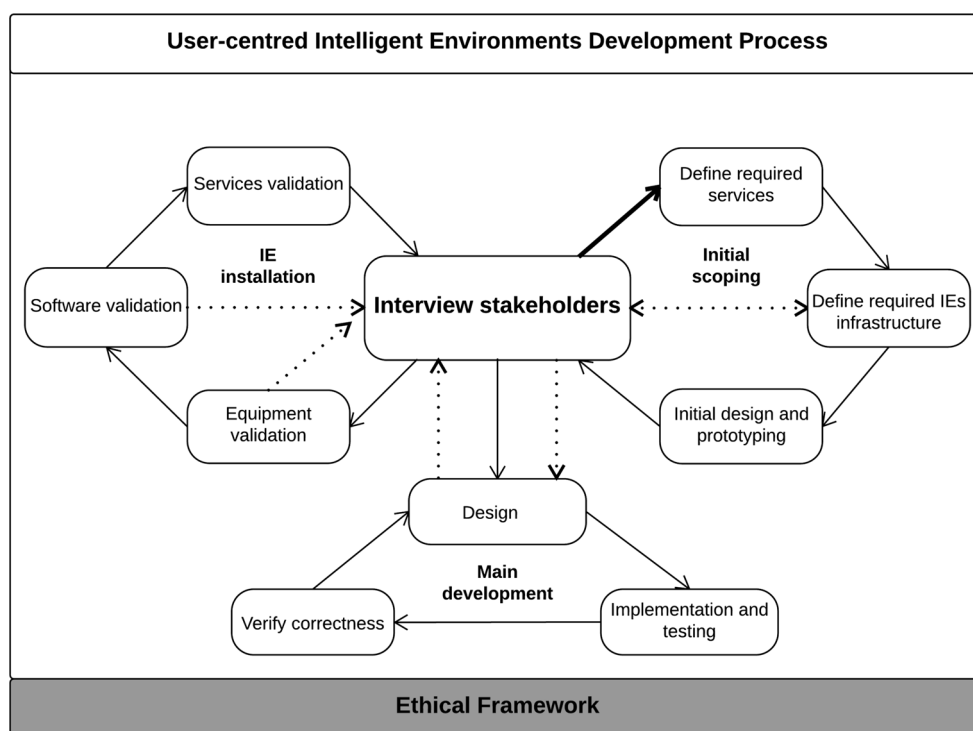 User-centred Intelligent Environments Development Process
Services validation
Define required
services
IE
installation
Initial
scoping
Software validation
Interview stakeholders
Define required IEs
infrastructure
Equipment
validation
Initial design and
prototyping
Design
Main
development
Verify correctness
Implementation and
testing
Ethical Framework